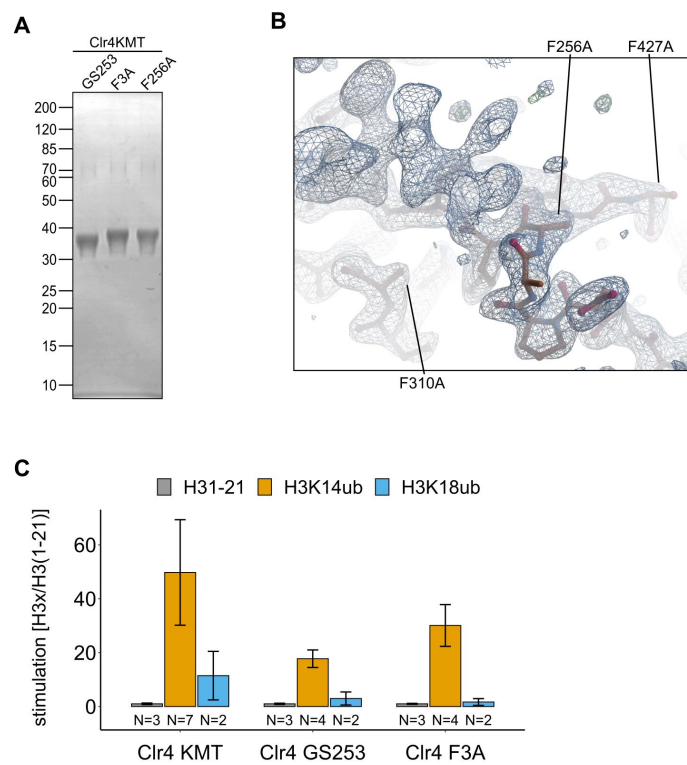 A
Clr4KMT
GS253 F3A F256A
200
120
85
70
60
50
40
30
25
20
15
10
B
F256A F427A
F310A
C
H31-21 H3K14ub H3K18ub
stimulation [H3x/H3(1-21)]
60
40
20
0
N=3 N=7 N=2 N=3 N=4 N=2 N=3 N=4 N=2
Clr4 KMT Clr4 GS253 Clr4 F3A